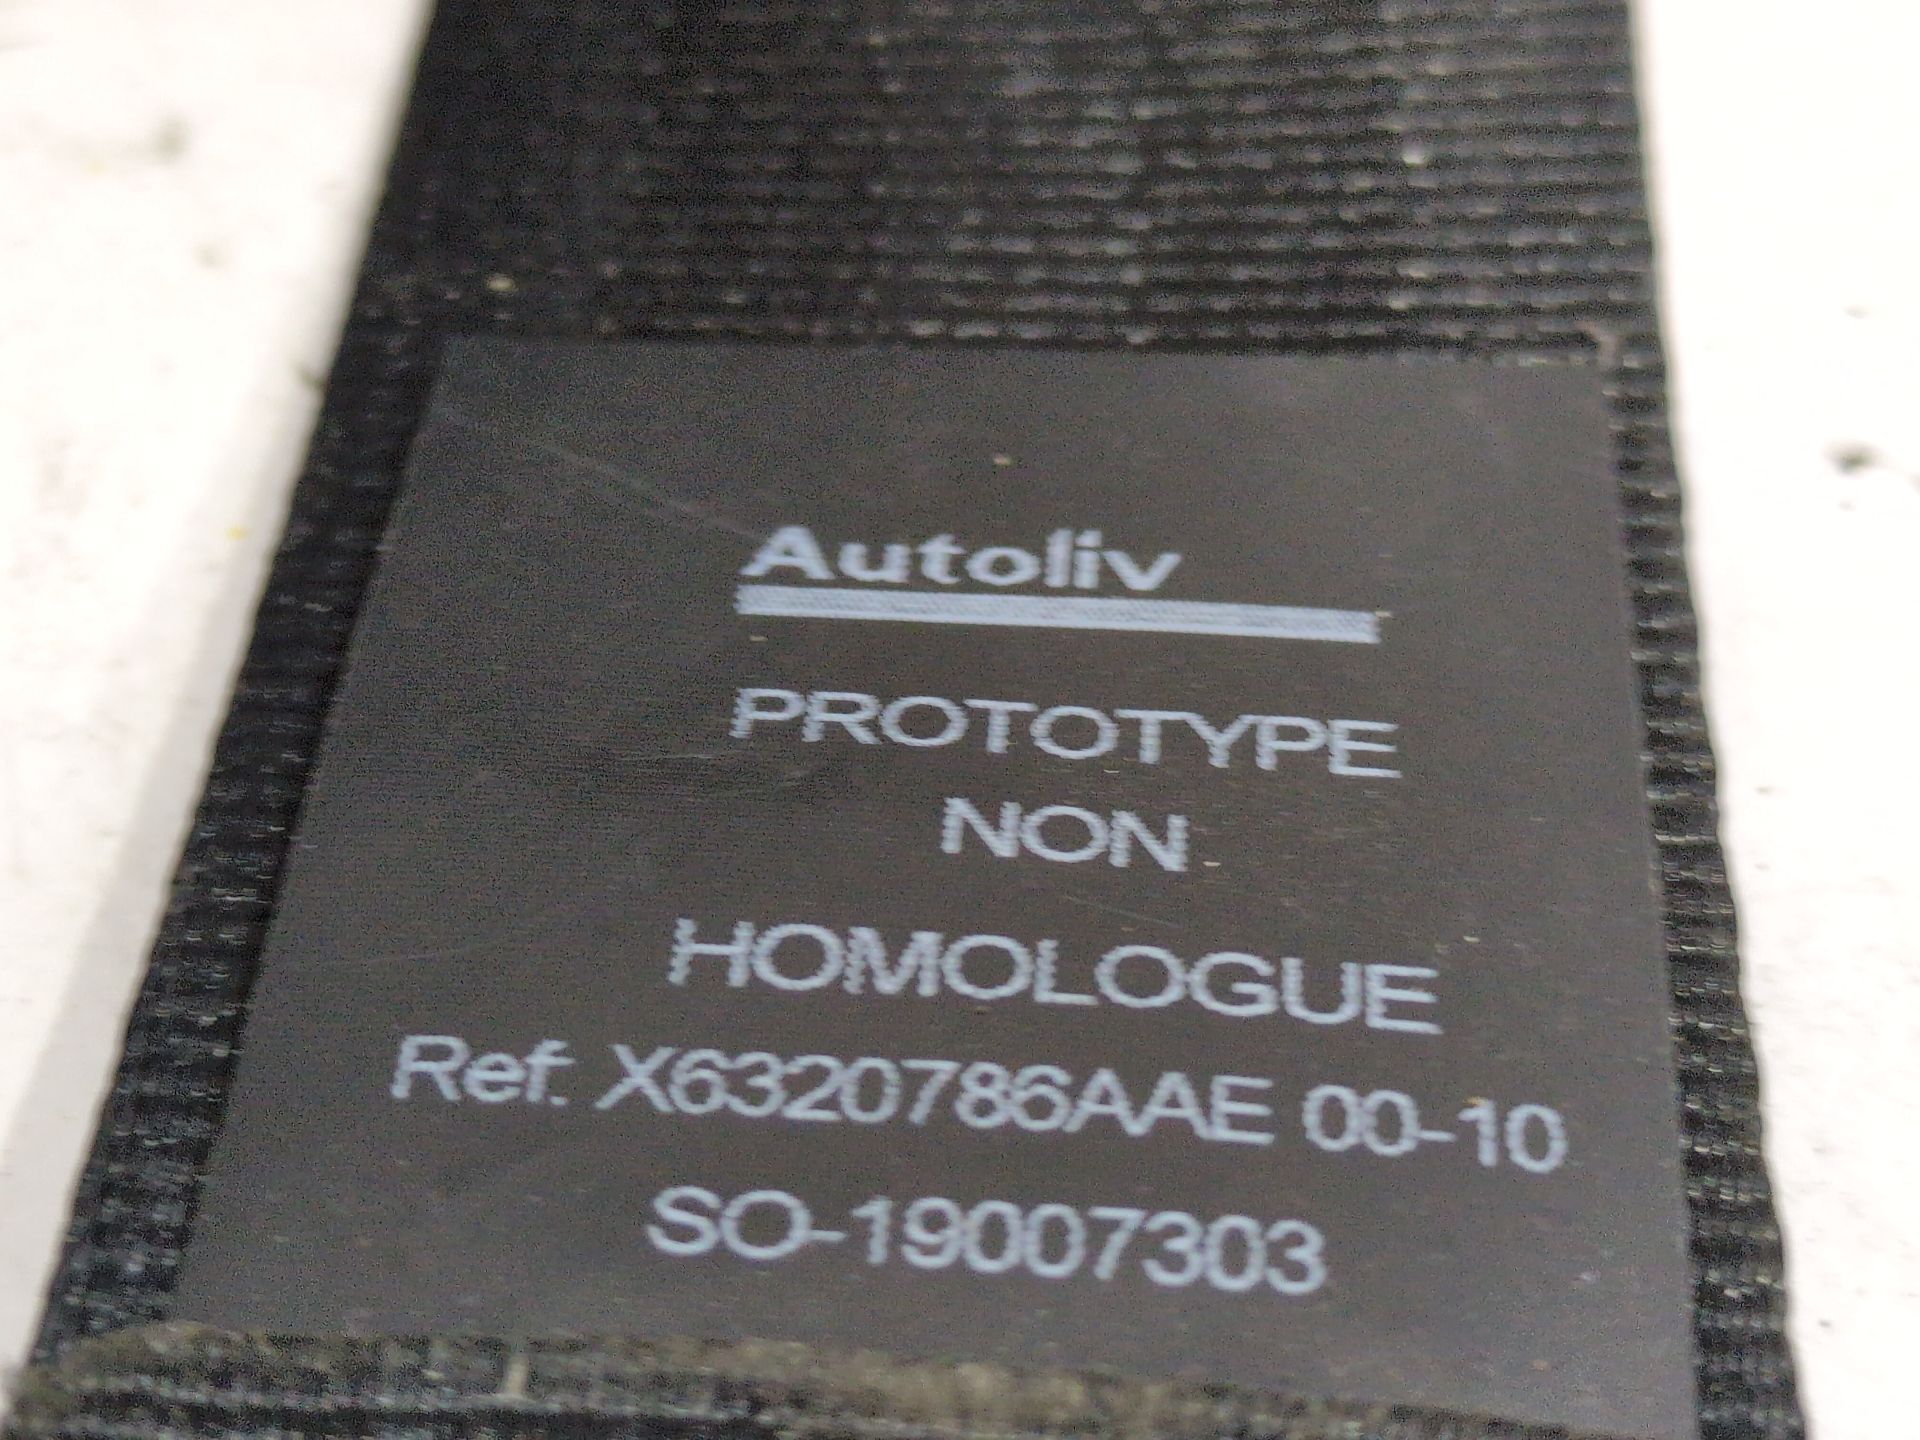 Autoliv
PROTOTYPE
NON
HOMOLOGUE
Ref: X6320786AAE 00-10
SO-19007303